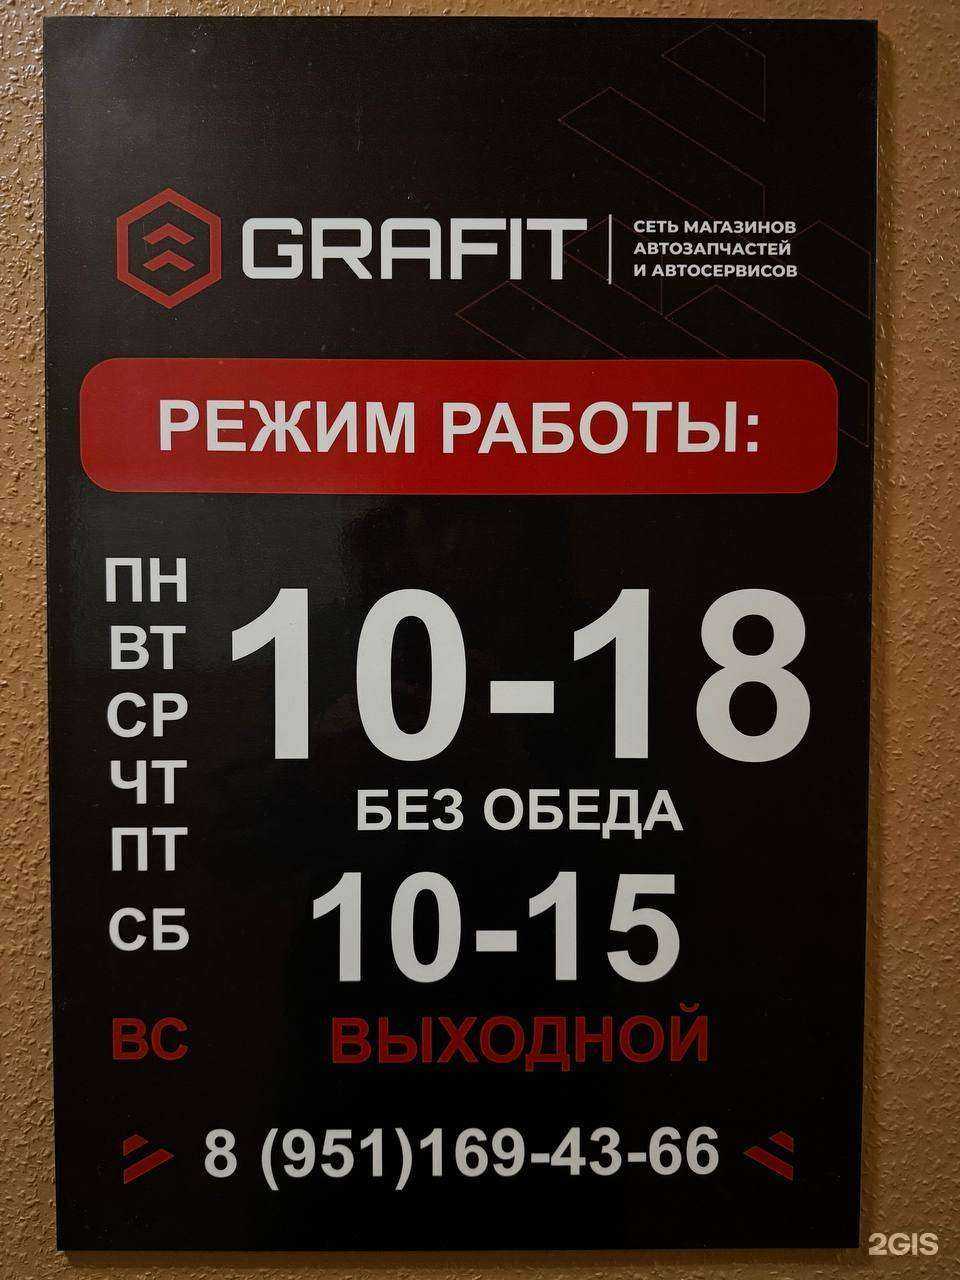 GRAFIT
СЕТЬ МАГАЗИНОВ
АВТОЗАПЧАСТЕЙ
И АВТОСЕРВИСОВ
РЕЖИМ РАБОТЫ:
ПН
ВТ
СР
ЧТ
ПТ
10-18
БЕЗ ОБЕДА
СБ 10-15
ВС ВЫХОДНОЙ
8 (951)169-43-66
2GIS